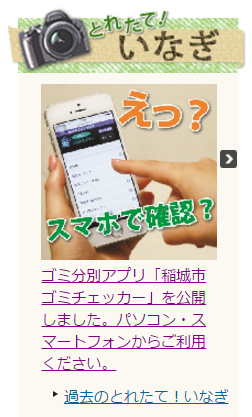 とれたて!
いなぎ
えっ?
スマホで確認?
ゴミ分別アプリ「稲城市
ゴミチェッカー」を公開
しました。パソコン・ス
マートフォンからご利用
ください。
過去のとれたて!いなぎ